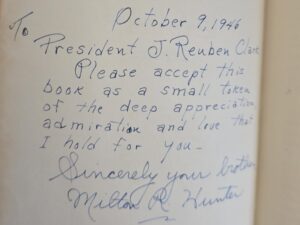 October 9, 1946
To
President J. Reuben Clark
Please accept this
book as a small token
of the deep appreciation
admiration and love that
I hold for you-
Sincerely your brother
Milton R. Hunter